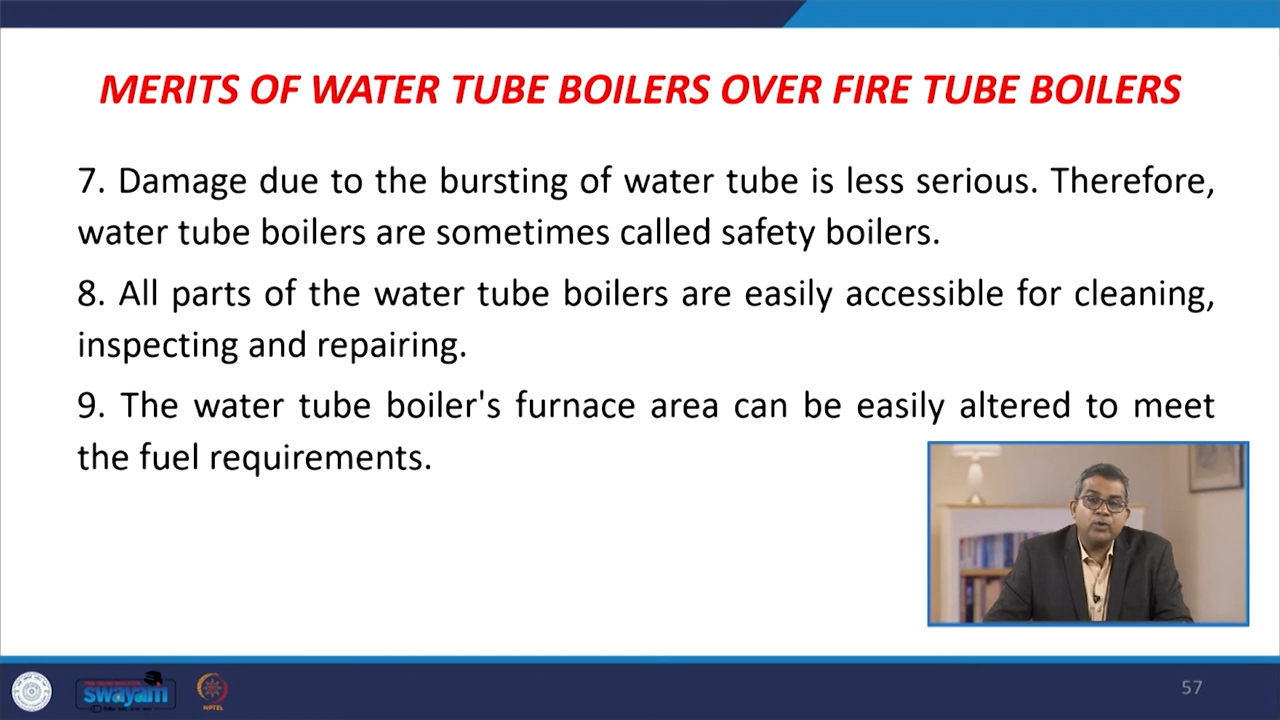 MERITS OF WATER TUBE BOILERS OVER FIRE TUBE BOILERS
7. Damage due to the bursting of water tube is less serious. Therefore,
water tube boilers are sometimes called safety boilers.
8. All parts of the water tube boilers are easily accessible for cleaning,
inspecting and repairing.
9. The water tube boiler's furnace area can be easily altered to meet
the fuel requirements.
swayam
NPTEL
57